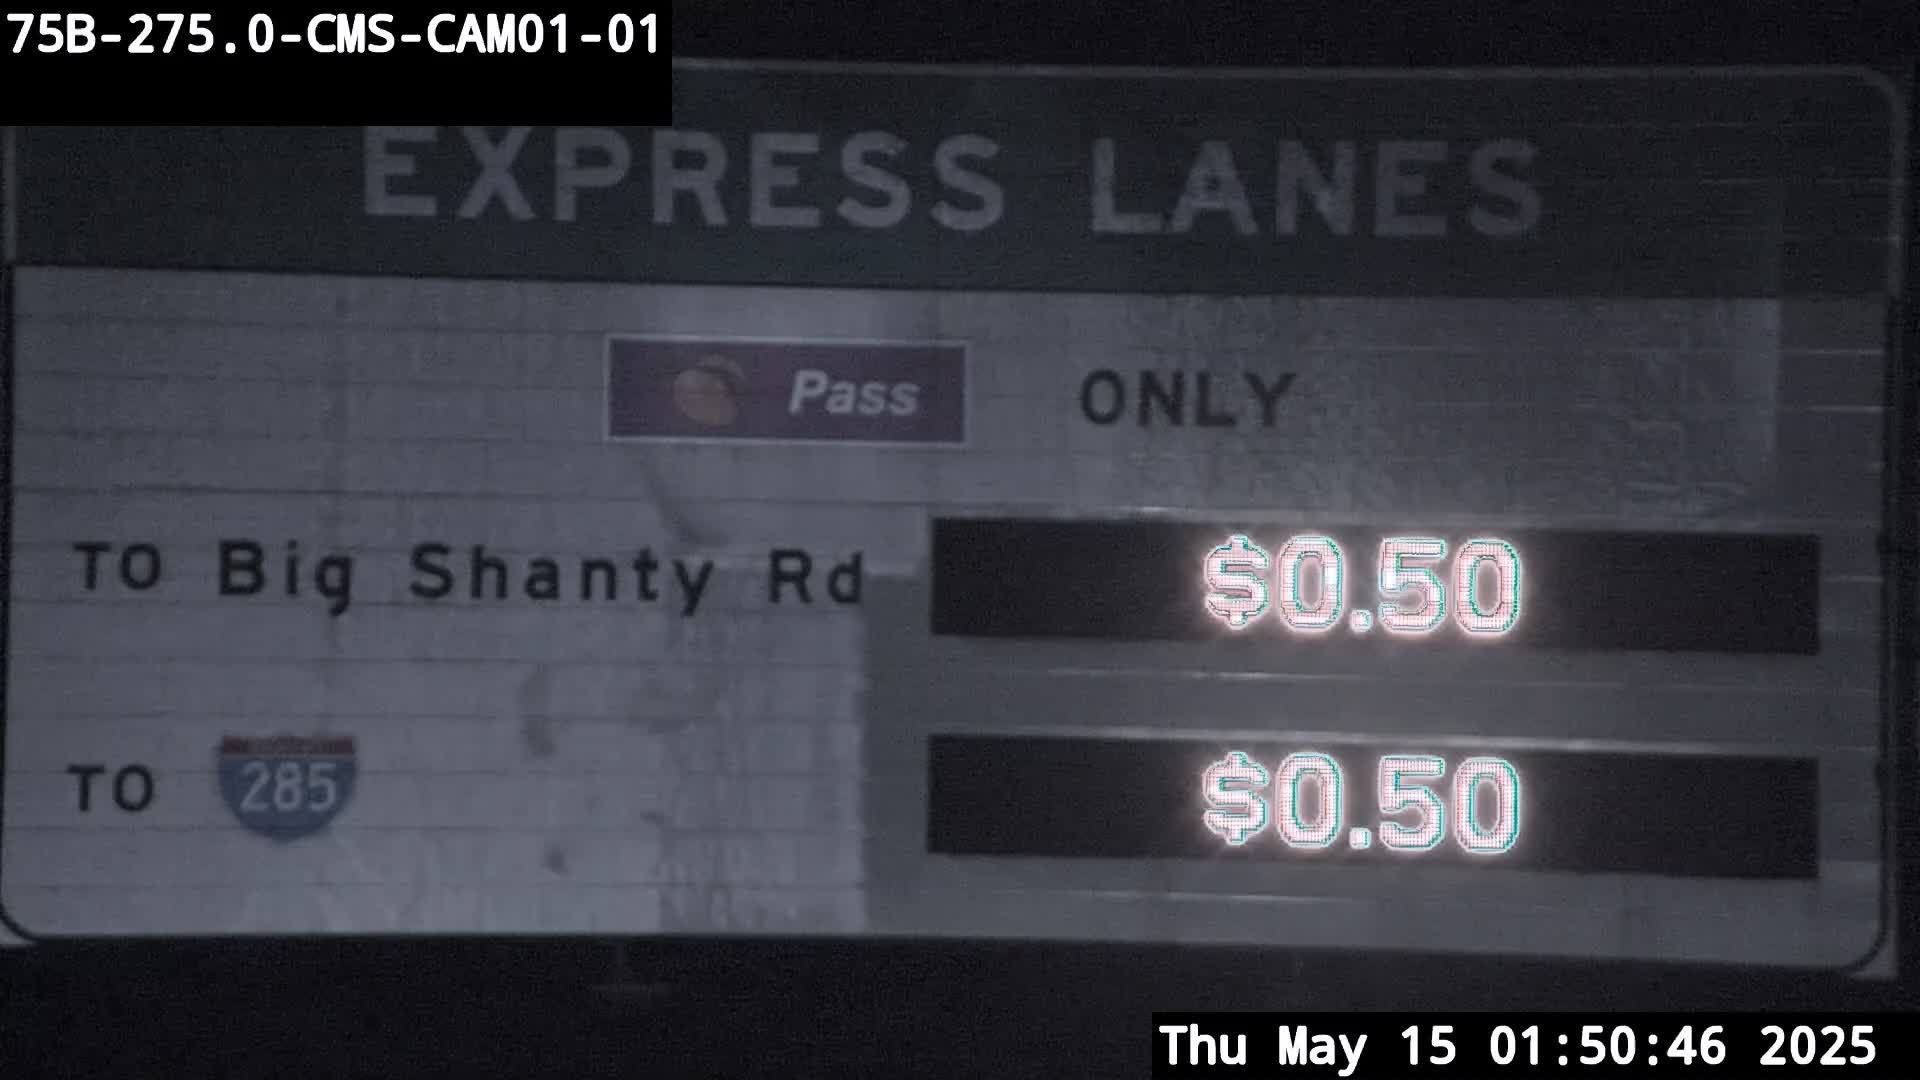 75B-275.0-CMS-CAM01-01
EXPRESS LANES
Pass ONLY
TO Big Shanty Rd $0.50
TO 285 $0.50
Thu May 15 01:50:46 2025